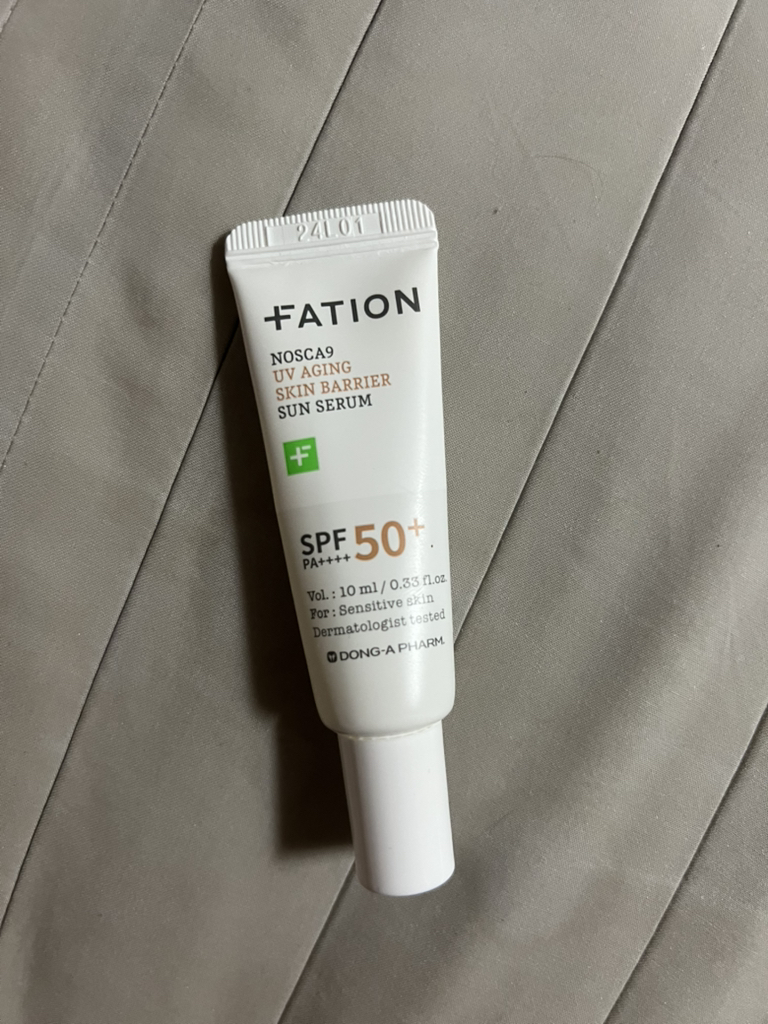 24L01
FATION
NOSCA9
UV AGING
SKIN BARRIER
SUN SERUM
SPF 50+
PA++++
Vol. : 10 ml / 0.33 fl.oz.
For : Sensitive skin
Dermatologist tested
DONG-A PHARM.